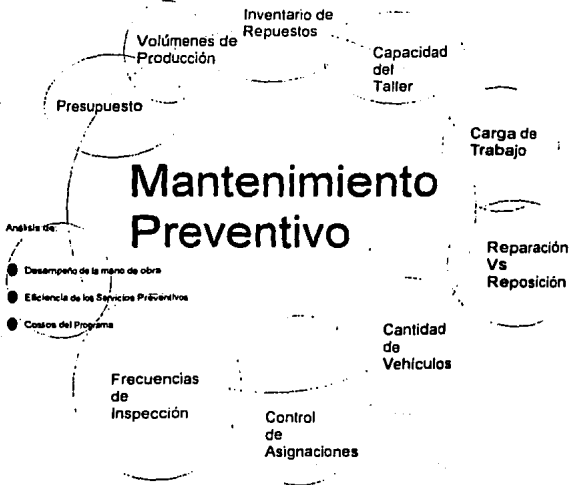 Inventario de
Repuestos
Volúmenes de
Producción
Capacidad
del
Taller
Presupuesto
Carga de
Trabajo
Mantenimiento
Preventivo
Análisis de:
Desempeño de la mano de obra
Eficiencia de los Servicios Preventivos
Costos del Programa
Reparación
Vs
Reposición
Cantidad
de
Vehículos
Frecuencias
de
Inspección
Control
de
Asignaciones